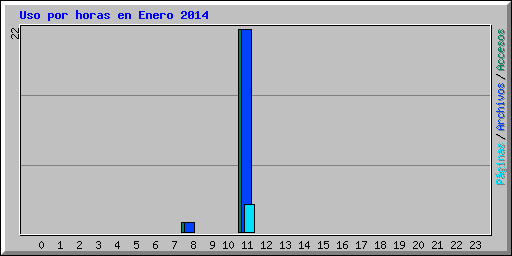 Uso por horas en Enero 2014
22
Páginas / Archivos / Accesos
0 1 2 3 4 5 6 7 8 9 10 11 12 13 14 15 16 17 18 19 20 21 22 23